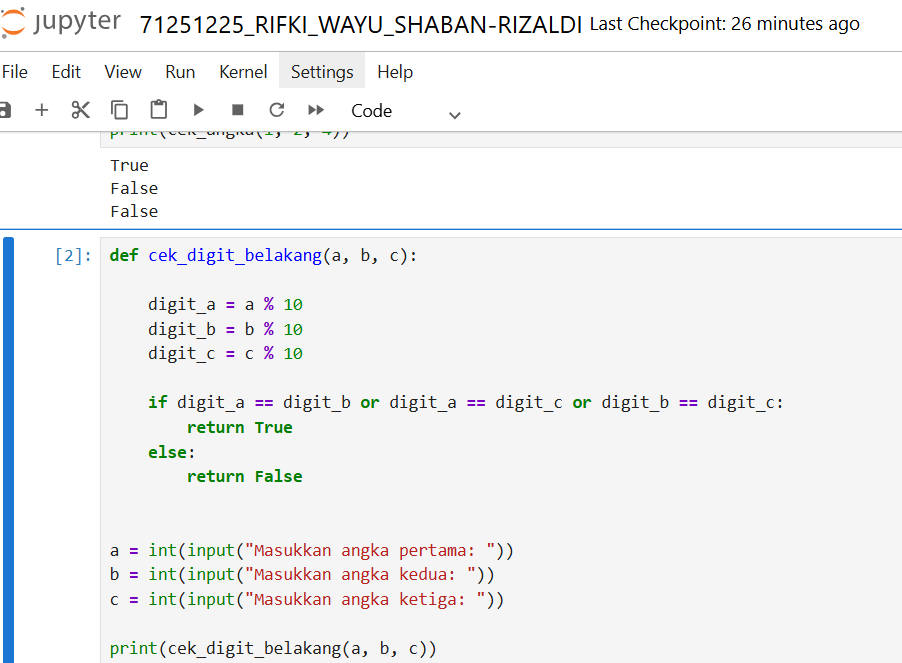 jupyter 71251225_RIFKI_WAYU_SHABAN-RIZALDI Last Checkpoint: 26 minutes ago
File Edit View Run Kernel Settings Help
Code
print(cek_angka(1, 2, 4))
True
False
False
[2]: def cek_digit_belakang(a, b, c):
digit_a = a % 10
digit_b = b % 10
digit_c = c % 10
if digit_a == digit_b or digit_a == digit_c or digit_b == digit_c:
return True
else:
return False
a = int(input("Masukkan angka pertama: "))
b = int(input("Masukkan angka kedua: "))
c = int(input("Masukkan angka ketiga: "))
print(cek_digit_belakang(a, b, c))